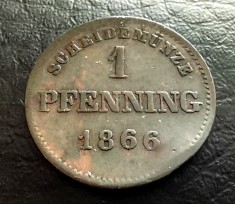 SCHEIDEMÜNZE
1
PFENNING
1866